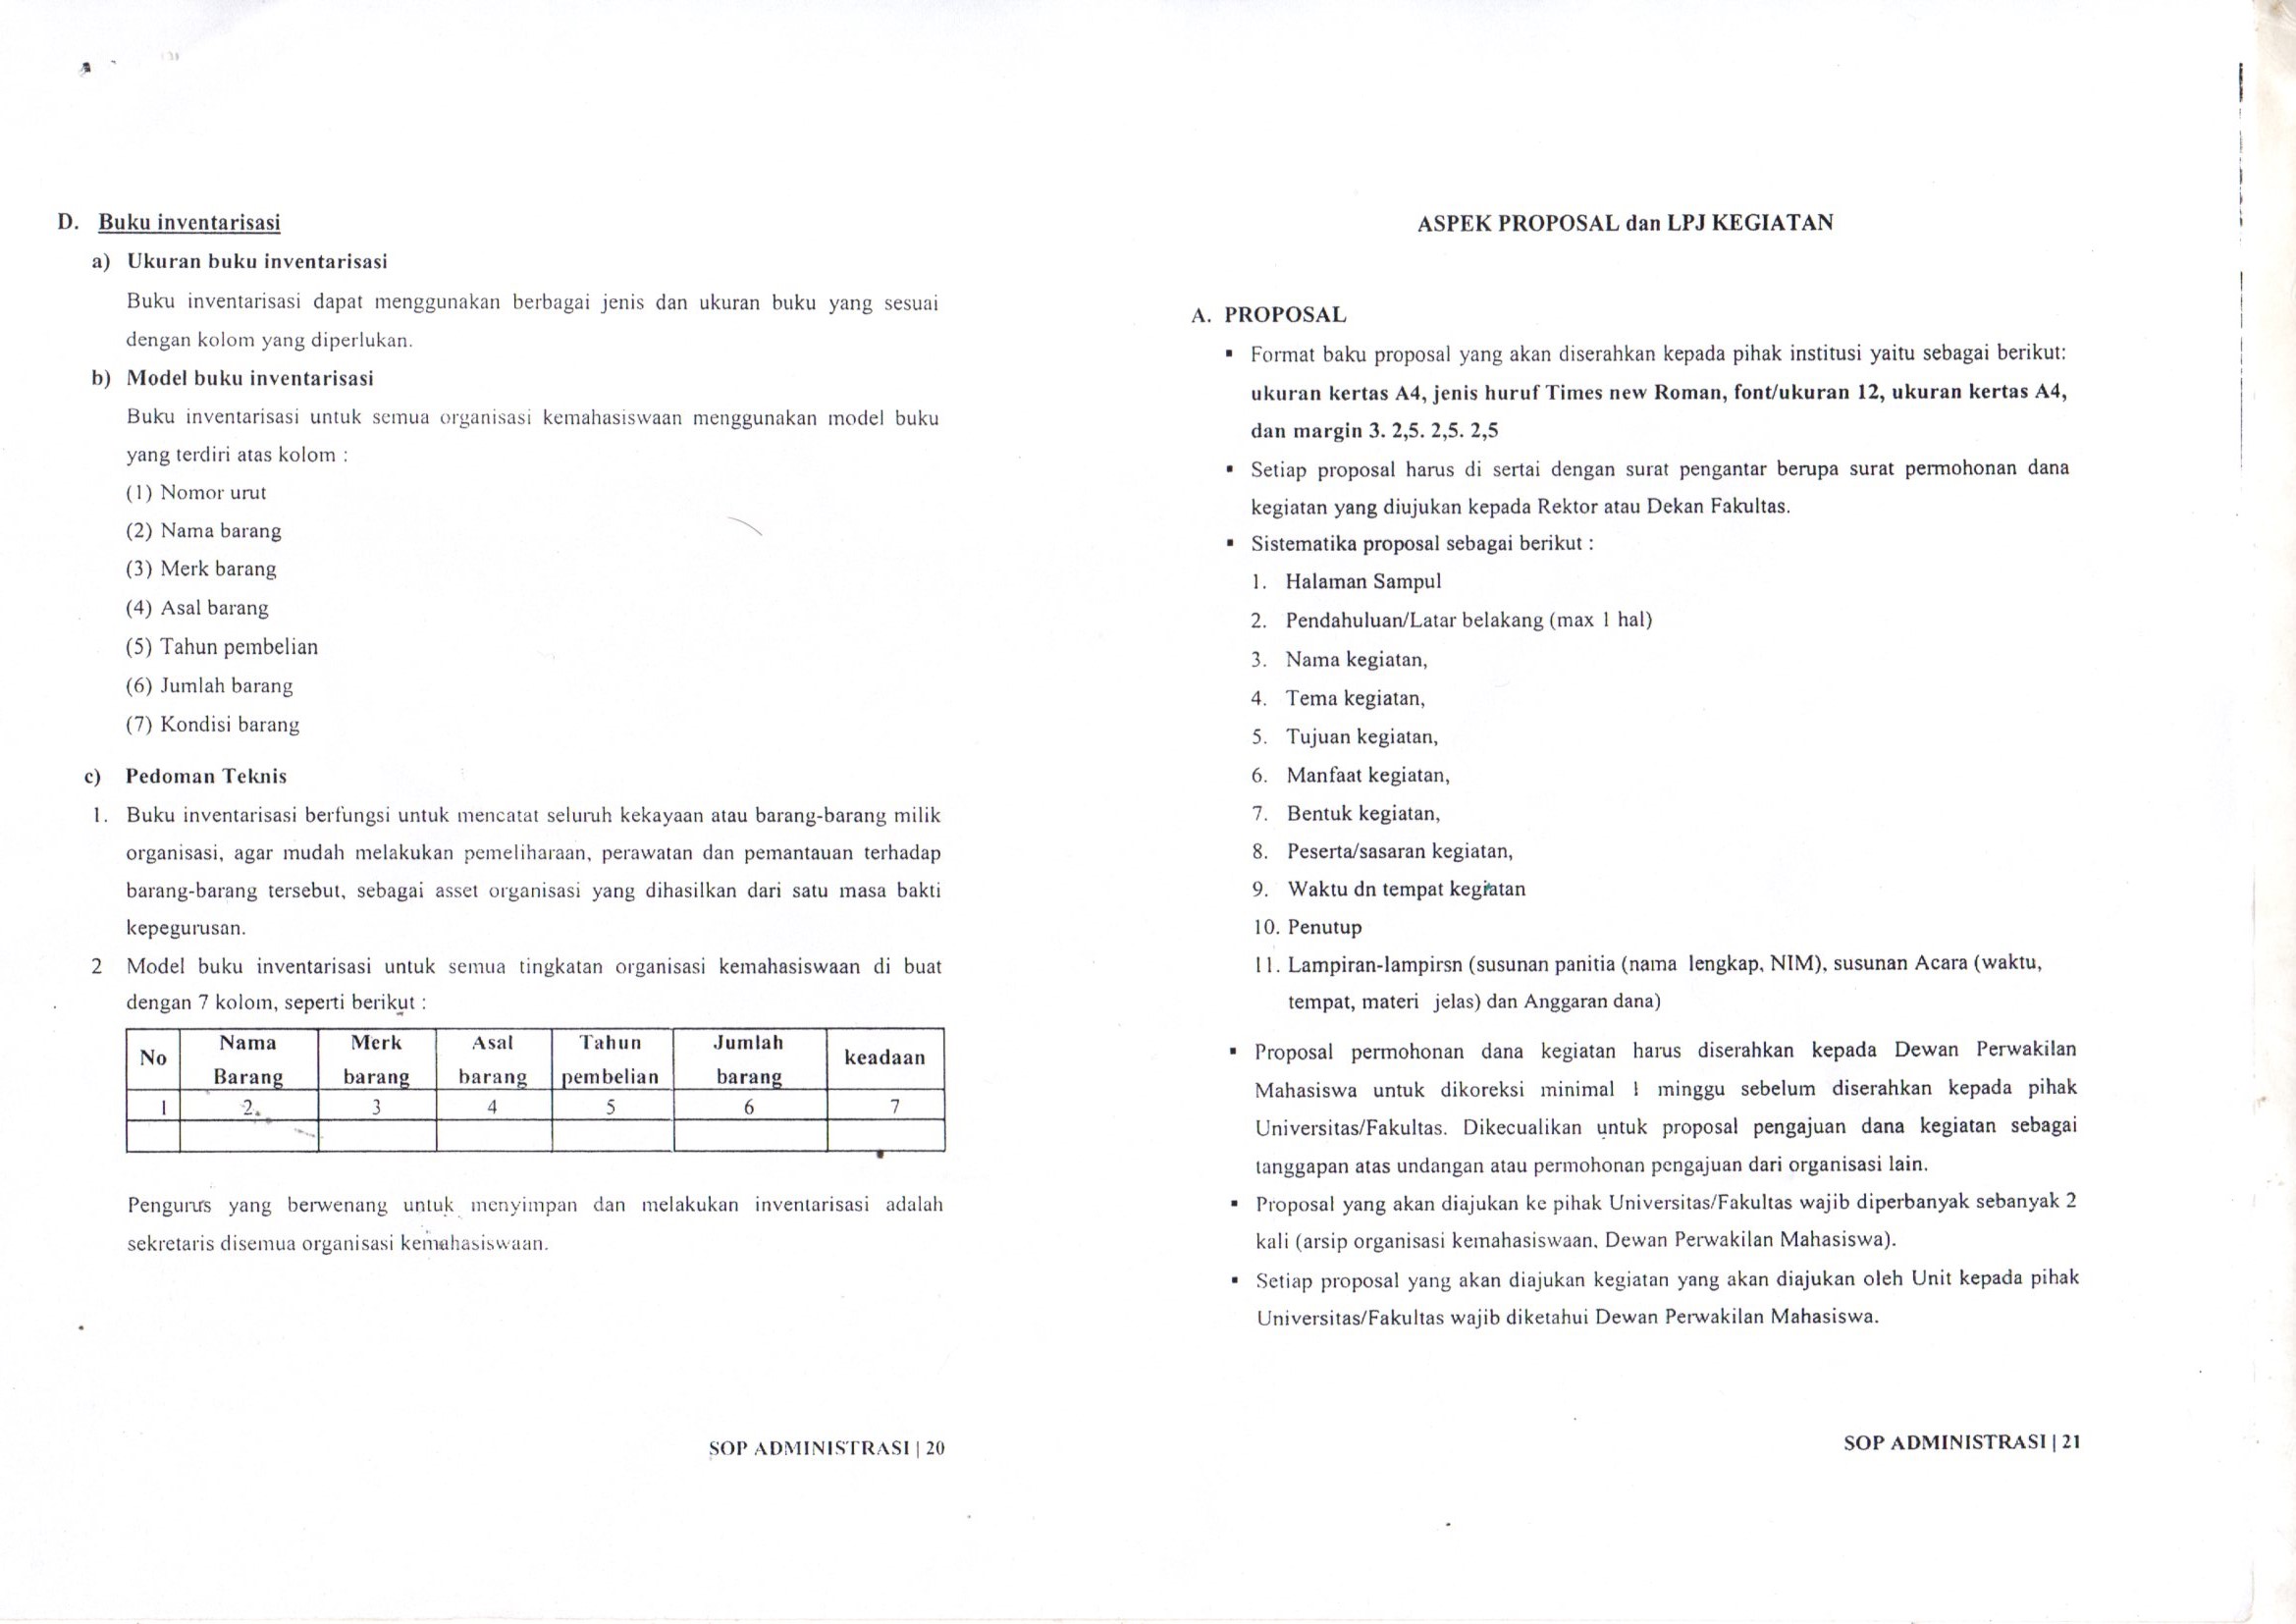 D. Buku inventarisasi
a) Ukuran buku inventarisasi
Buku inventarisasi dapat menggunakan berbagai jenis dan ukuran buku yang sesuai
dengan kolom yang diperlukan.
b) Model buku inventarisasi
Buku inventarisasi untuk semua organisasi kemahasiswaan menggunakan model buku
yang terdiri atas kolom :
(1) Nomor urut
(2) Nama barang
(3) Merk barang
(4) Asal barang
(5) Tahun pembelian
(6) Jumlah barang
(7) Kondisi barang
c) Pedoman Teknis
1. Buku inventarisasi berfungsi untuk mencatat seluruh kekayaan atau barang-barang milik
organisasi, agar mudah melakukan pemeliharaan, perawatan dan pemantauan terhadap
barang-barang tersebut, sebagai asset organisasi yang dihasilkan dari satu masa bakti
kepegurusan.
2 Model buku inventarisasi untuk semua tingkatan organisasi kemahasiswaan di buat
dengan 7 kolom, seperti berikut :
No Nama Barang Merk barang Asal barang Tahun pembelian Jumlah barang keadaan
1 2. 3 4 5 6 7
Pengurus yang berwenang untuk menyimpan dan melakukan inventarisasi adalah
sekretaris disemua organisasi kemahasiswaan.
SOP ADMINISTRASI | 20
ASPEK PROPOSAL dan LPJ KEGIATAN
A. PROPOSAL
▪ Format baku proposal yang akan diserahkan kepada pihak institusi yaitu sebagai berikut:
ukuran kertas A4, jenis huruf Times new Roman, font/ukuran 12, ukuran kertas A4,
dan margin 3. 2,5. 2,5. 2,5
▪ Setiap proposal harus di sertai dengan surat pengantar berupa surat permohonan dana
kegiatan yang diujukan kepada Rektor atau Dekan Fakultas.
▪ Sistematika proposal sebagai berikut :
1. Halaman Sampul
2. Pendahuluan/Latar belakang (max 1 hal)
3. Nama kegiatan,
4. Tema kegiatan,
5. Tujuan kegiatan,
6. Manfaat kegiatan,
7. Bentuk kegiatan,
8. Peserta/sasaran kegiatan,
9. Waktu dn tempat kegiatan
10. Penutup
11. Lampiran-lampirsn (susunan panitia (nama lengkap, NIM), susunan Acara (waktu,
tempat, materi jelas) dan Anggaran dana)
▪ Proposal permohonan dana kegiatan harus diserahkan kepada Dewan Perwakilan
Mahasiswa untuk dikoreksi minimal 1 minggu sebelum diserahkan kepada pihak
Universitas/Fakultas. Dikecualikan untuk proposal pengajuan dana kegiatan sebagai
tanggapan atas undangan atau permohonan pengajuan dari organisasi lain.
▪ Proposal yang akan diajukan ke pihak Universitas/Fakultas wajib diperbanyak sebanyak 2
kali (arsip organisasi kemahasiswaan, Dewan Perwakilan Mahasiswa).
▪ Setiap proposal yang akan diajukan kegiatan yang akan diajukan oleh Unit kepada pihak
Universitas/Fakultas wajib diketahui Dewan Perwakilan Mahasiswa.
SOP ADMINISTRASI | 21